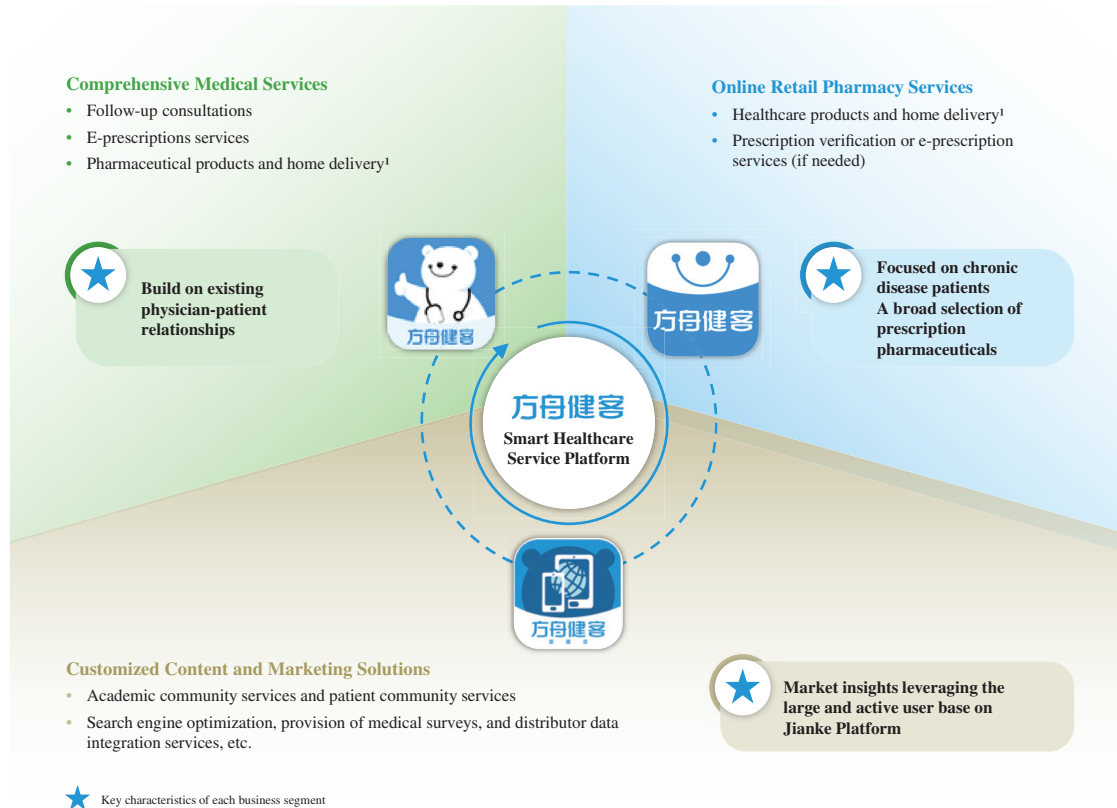 Comprehensive Medical Services
• Follow-up consultations
• E-prescriptions services
• Pharmaceutical products and home delivery¹
Online Retail Pharmacy Services
• Healthcare products and home delivery¹
• Prescription verification or e-prescription
services (if needed)
Build on existing
physician-patient
relationships
方舟健客
方舟健客
Focused on chronic
disease patients
A broad selection of
prescription
pharmaceuticals
方舟健客
Smart Healthcare
Service Platform
方舟健客
Customized Content and Marketing Solutions
• Academic community services and patient community services
• Search engine optimization, provision of medical surveys, and distributor data
integration services, etc.
Market insights leveraging the
large and active user base on
Jianke Platform
Key characteristics of each business segment